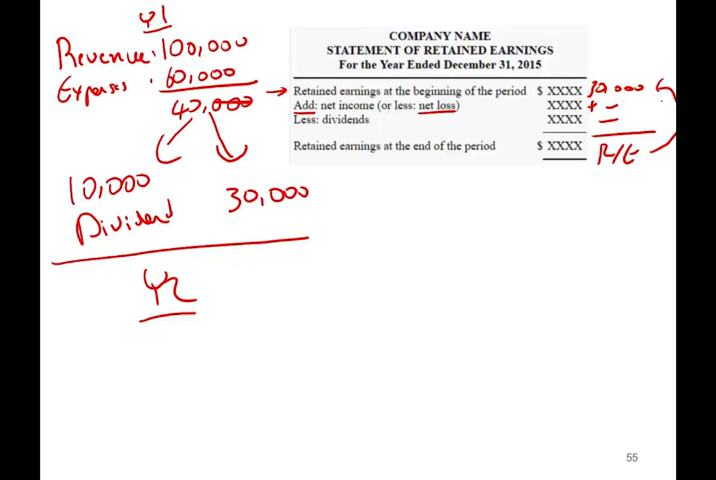 Y1
Revenue: 100,000
Expenses : 60,000
40,000
10,000
Dividend
30,000
Y2
COMPANY NAME
STATEMENT OF RETAINED EARNINGS
For the Year Ended December 31, 2015
Retained earnings at the beginning of the period $ XXXX 30,000
Add: net income (or less: net loss) XXXX + -
Less: dividends XXXX -
Retained earnings at the end of the period $ XXXX R/E
55